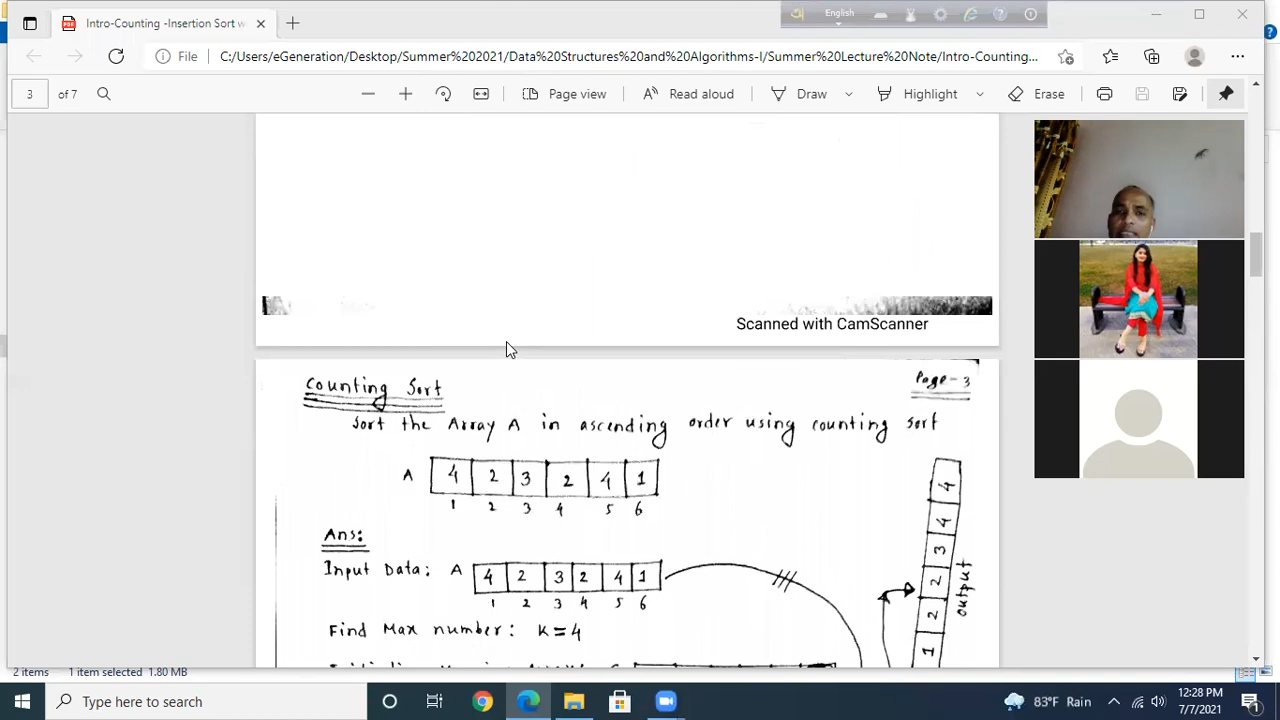 Intro-Counting -Insertion Sort w
English
File
C:/Users/eGeneration/Desktop/Summer%202021/Data%20Structures%20and%20Algorithms-I/Summer%20Lecture%20Note/Intro-Counting...
3 of 7
Page view
Read aloud
Draw
Highlight
Erase
Scanned with CamScanner
Counting Sort
Page-3
Sort the Array A in ascending order using counting sort
A 4 2 3 2 4 1
1 2 3 4 5 6
Ans:
Input Data: A 4 2 3 2 4 1
1 2 3 4 5 6
Find Max number: K=4
1 2 2 3 4 4
output
2 items 1 item selected 1.80 MB
Type here to search
83°F Rain
12:28 PM
7/7/2021
1